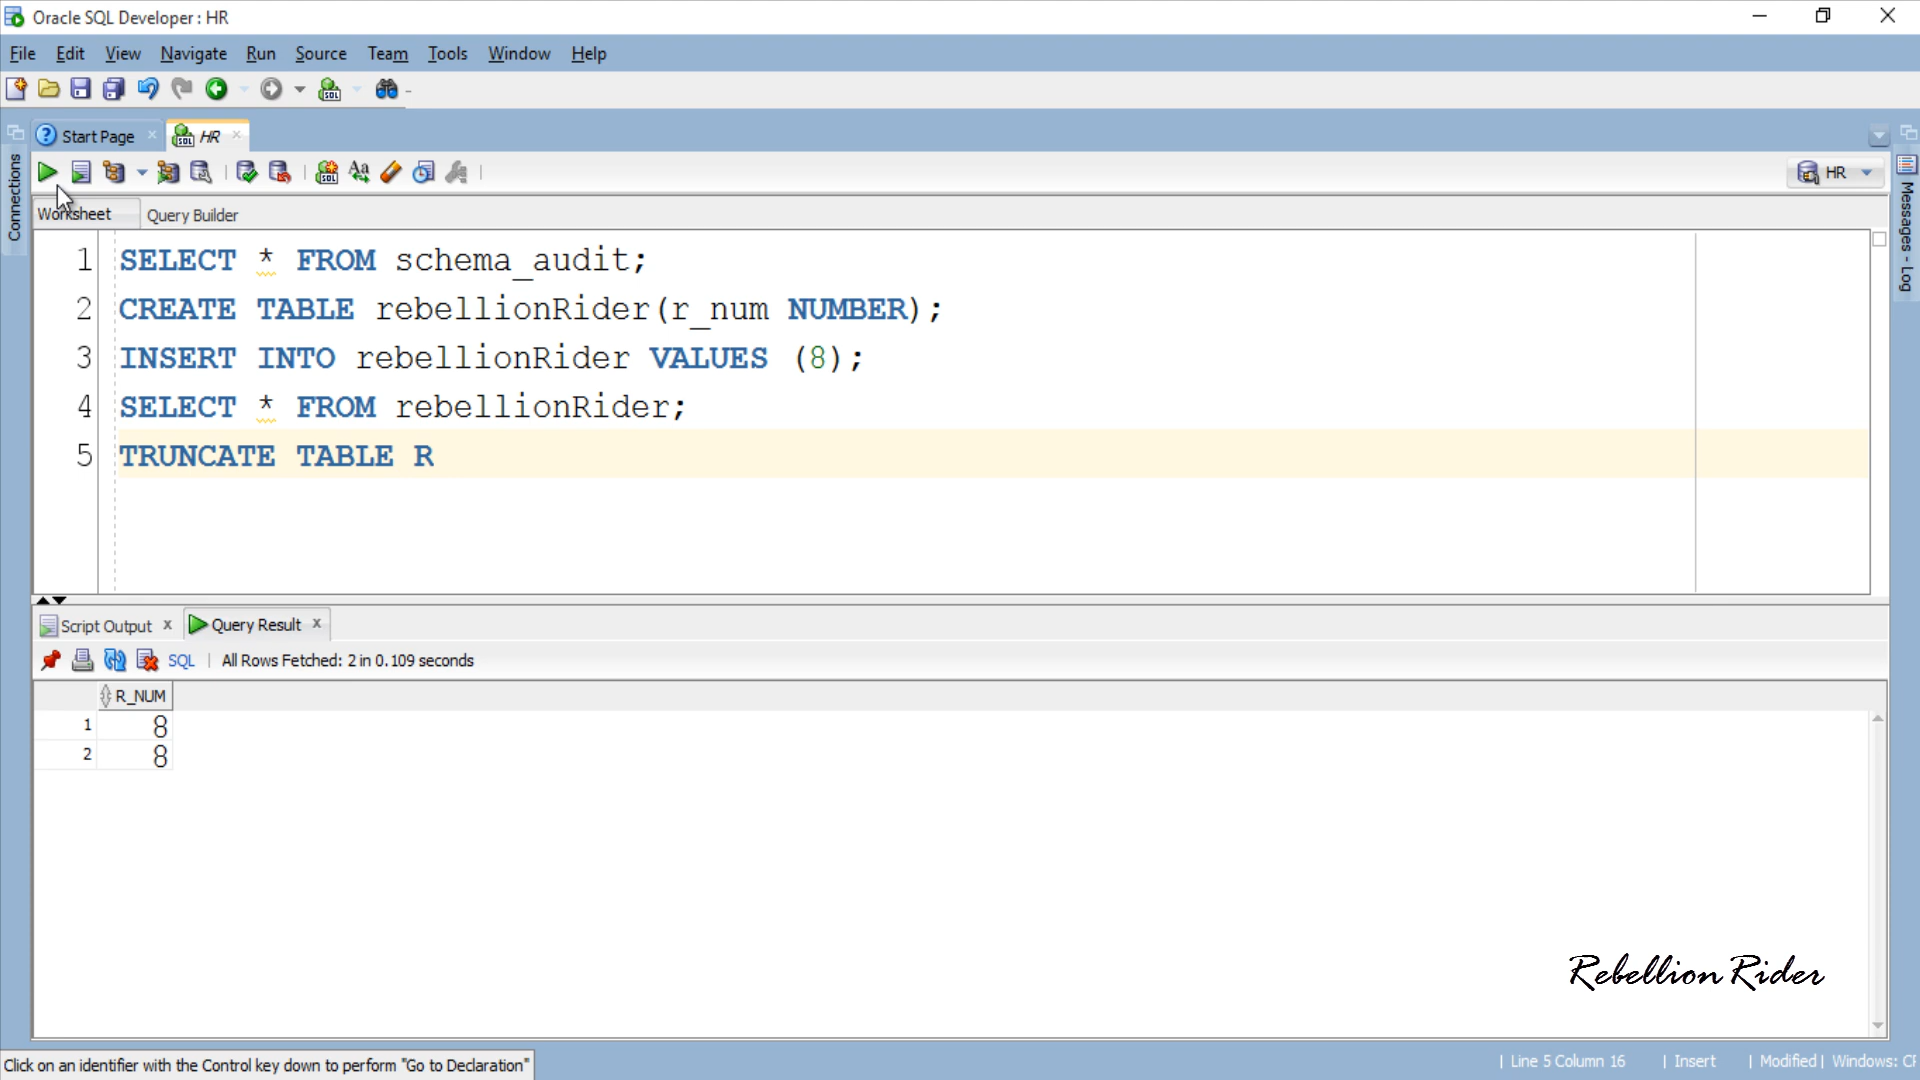 Oracle SQL Developer : HR
File Edit View Navigate Run Source Team Tools Window Help
Start Page HR
HR
Connections
Messages - Log
Worksheet Query Builder
1 SELECT * FROM schema_audit;
2 CREATE TABLE rebellionRider(r_num NUMBER);
3 INSERT INTO rebellionRider VALUES (8);
4 SELECT * FROM rebellionRider;
5 TRUNCATE TABLE R
Script Output x Query Result x
SQL | All Rows Fetched: 2 in 0.109 seconds
R_NUM
1 8
2 8
Rebellion Rider
Click on an identifier with the Control key down to perform "Go to Declaration"
| Line 5 Column 16 | Insert | Modified | Windows: CF